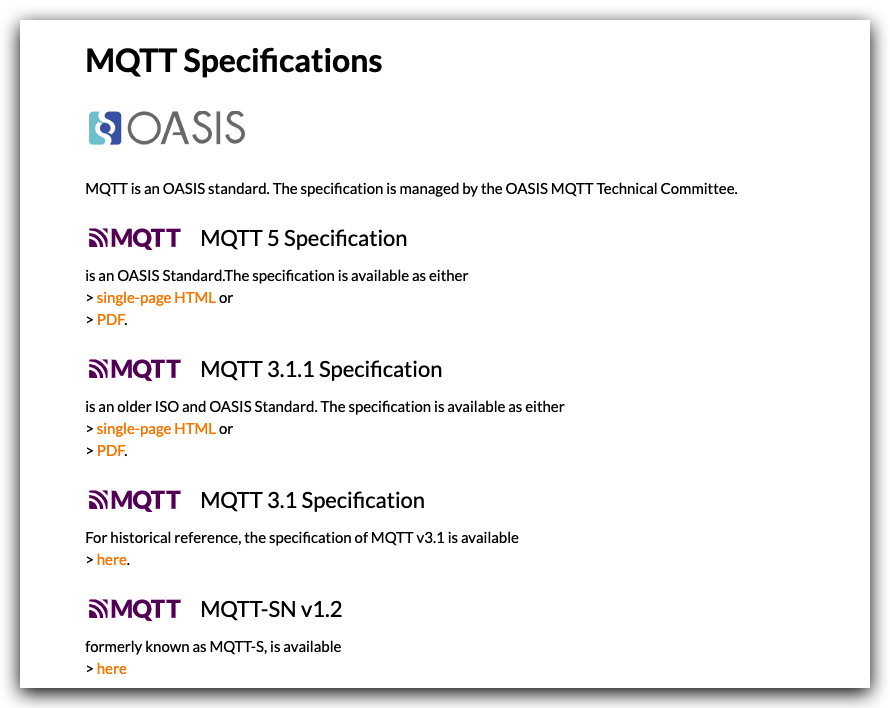 MQTT Specifications
OASIS
MQTT is an OASIS standard. The specification is managed by the OASIS MQTT Technical Committee.
MQTT MQTT 5 Specification
is an OASIS Standard.The specification is available as either
> single-page HTML or
> PDF.
MQTT MQTT 3.1.1 Specification
is an older ISO and OASIS Standard. The specification is available as either
> single-page HTML or
> PDF.
MQTT MQTT 3.1 Specification
For historical reference, the specification of MQTT v3.1 is available
> here.
MQTT MQTT-SN v1.2
formerly known as MQTT-S, is available
> here